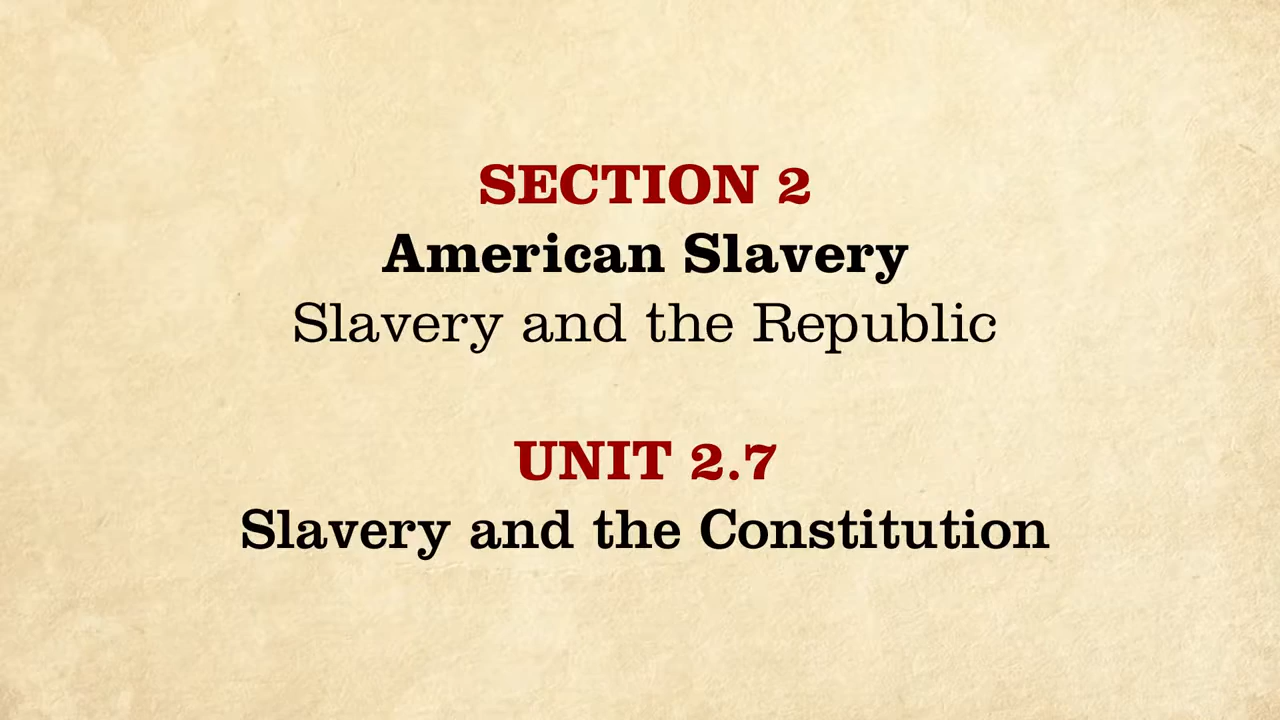 SECTION 2
American Slavery
Slavery and the Republic
UNIT 2.7
Slavery and the Constitution